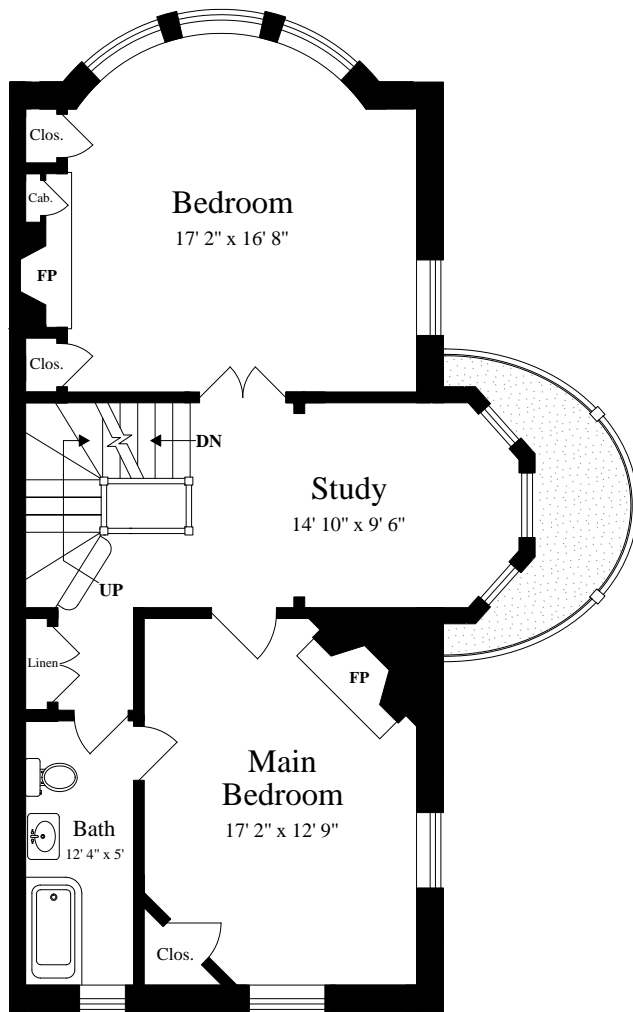 Clos.
Cab.
Bedroom
17' 2" x 16' 8"
FP
Clos.
DN
Study
14' 10" x 9' 6"
UP
Linen
FP
Main
Bedroom
17' 2" x 12' 9"
Bath
12' 4" x 5'
Clos.